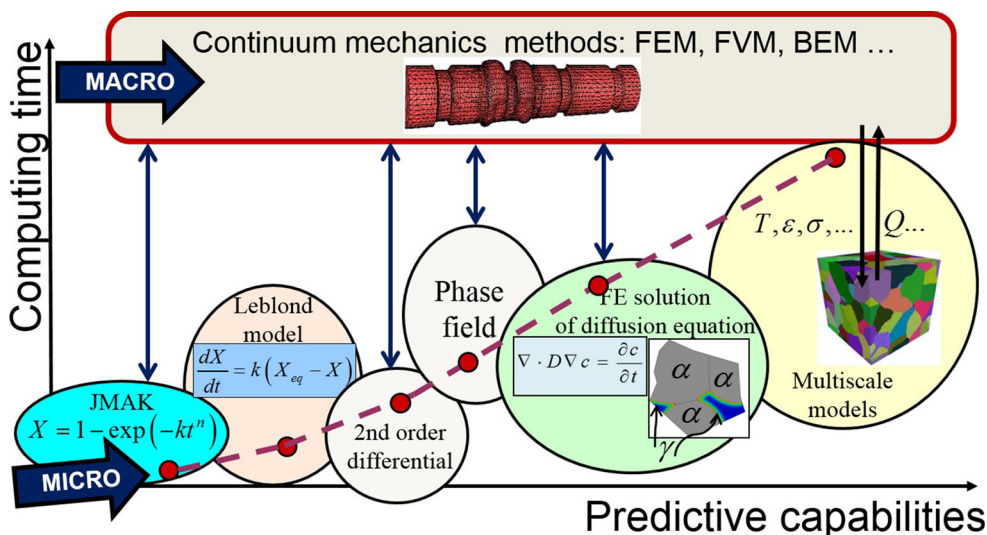 Continuum mechanics methods: FEM, FVM, BEM ...
MACRO
Computing time
T, ε, σ,...
Q...
Leblond
model
dX/dt = k(X_eq − X)
Phase
field
FE solution
of diffusion equation
∇ · D∇ c = ∂c/∂t
α
α
α
γ
Multiscale
models
JMAK
X = 1 − exp(−kt^n)
2nd order
differential
MICRO
Predictive capabilities